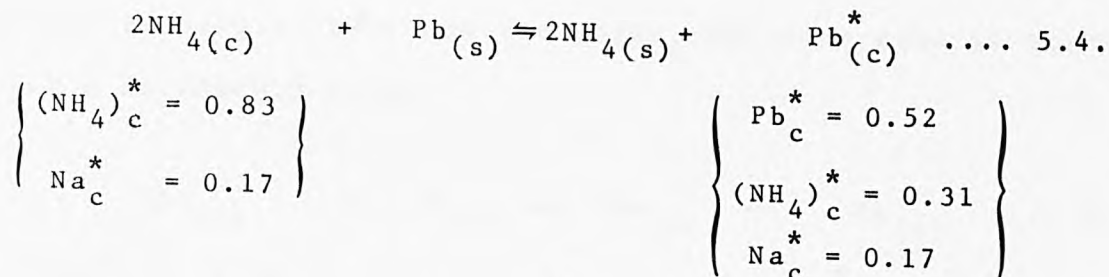 2NH₄(c) + Pb(s) ⇋ 2NH₄(s) + Pb*(c) .... 5.4.
(NH₄)*c = 0.83 Pb*c = 0.52
Na*c = 0.17 (NH₄)*c = 0.31
Na*c = 0.17